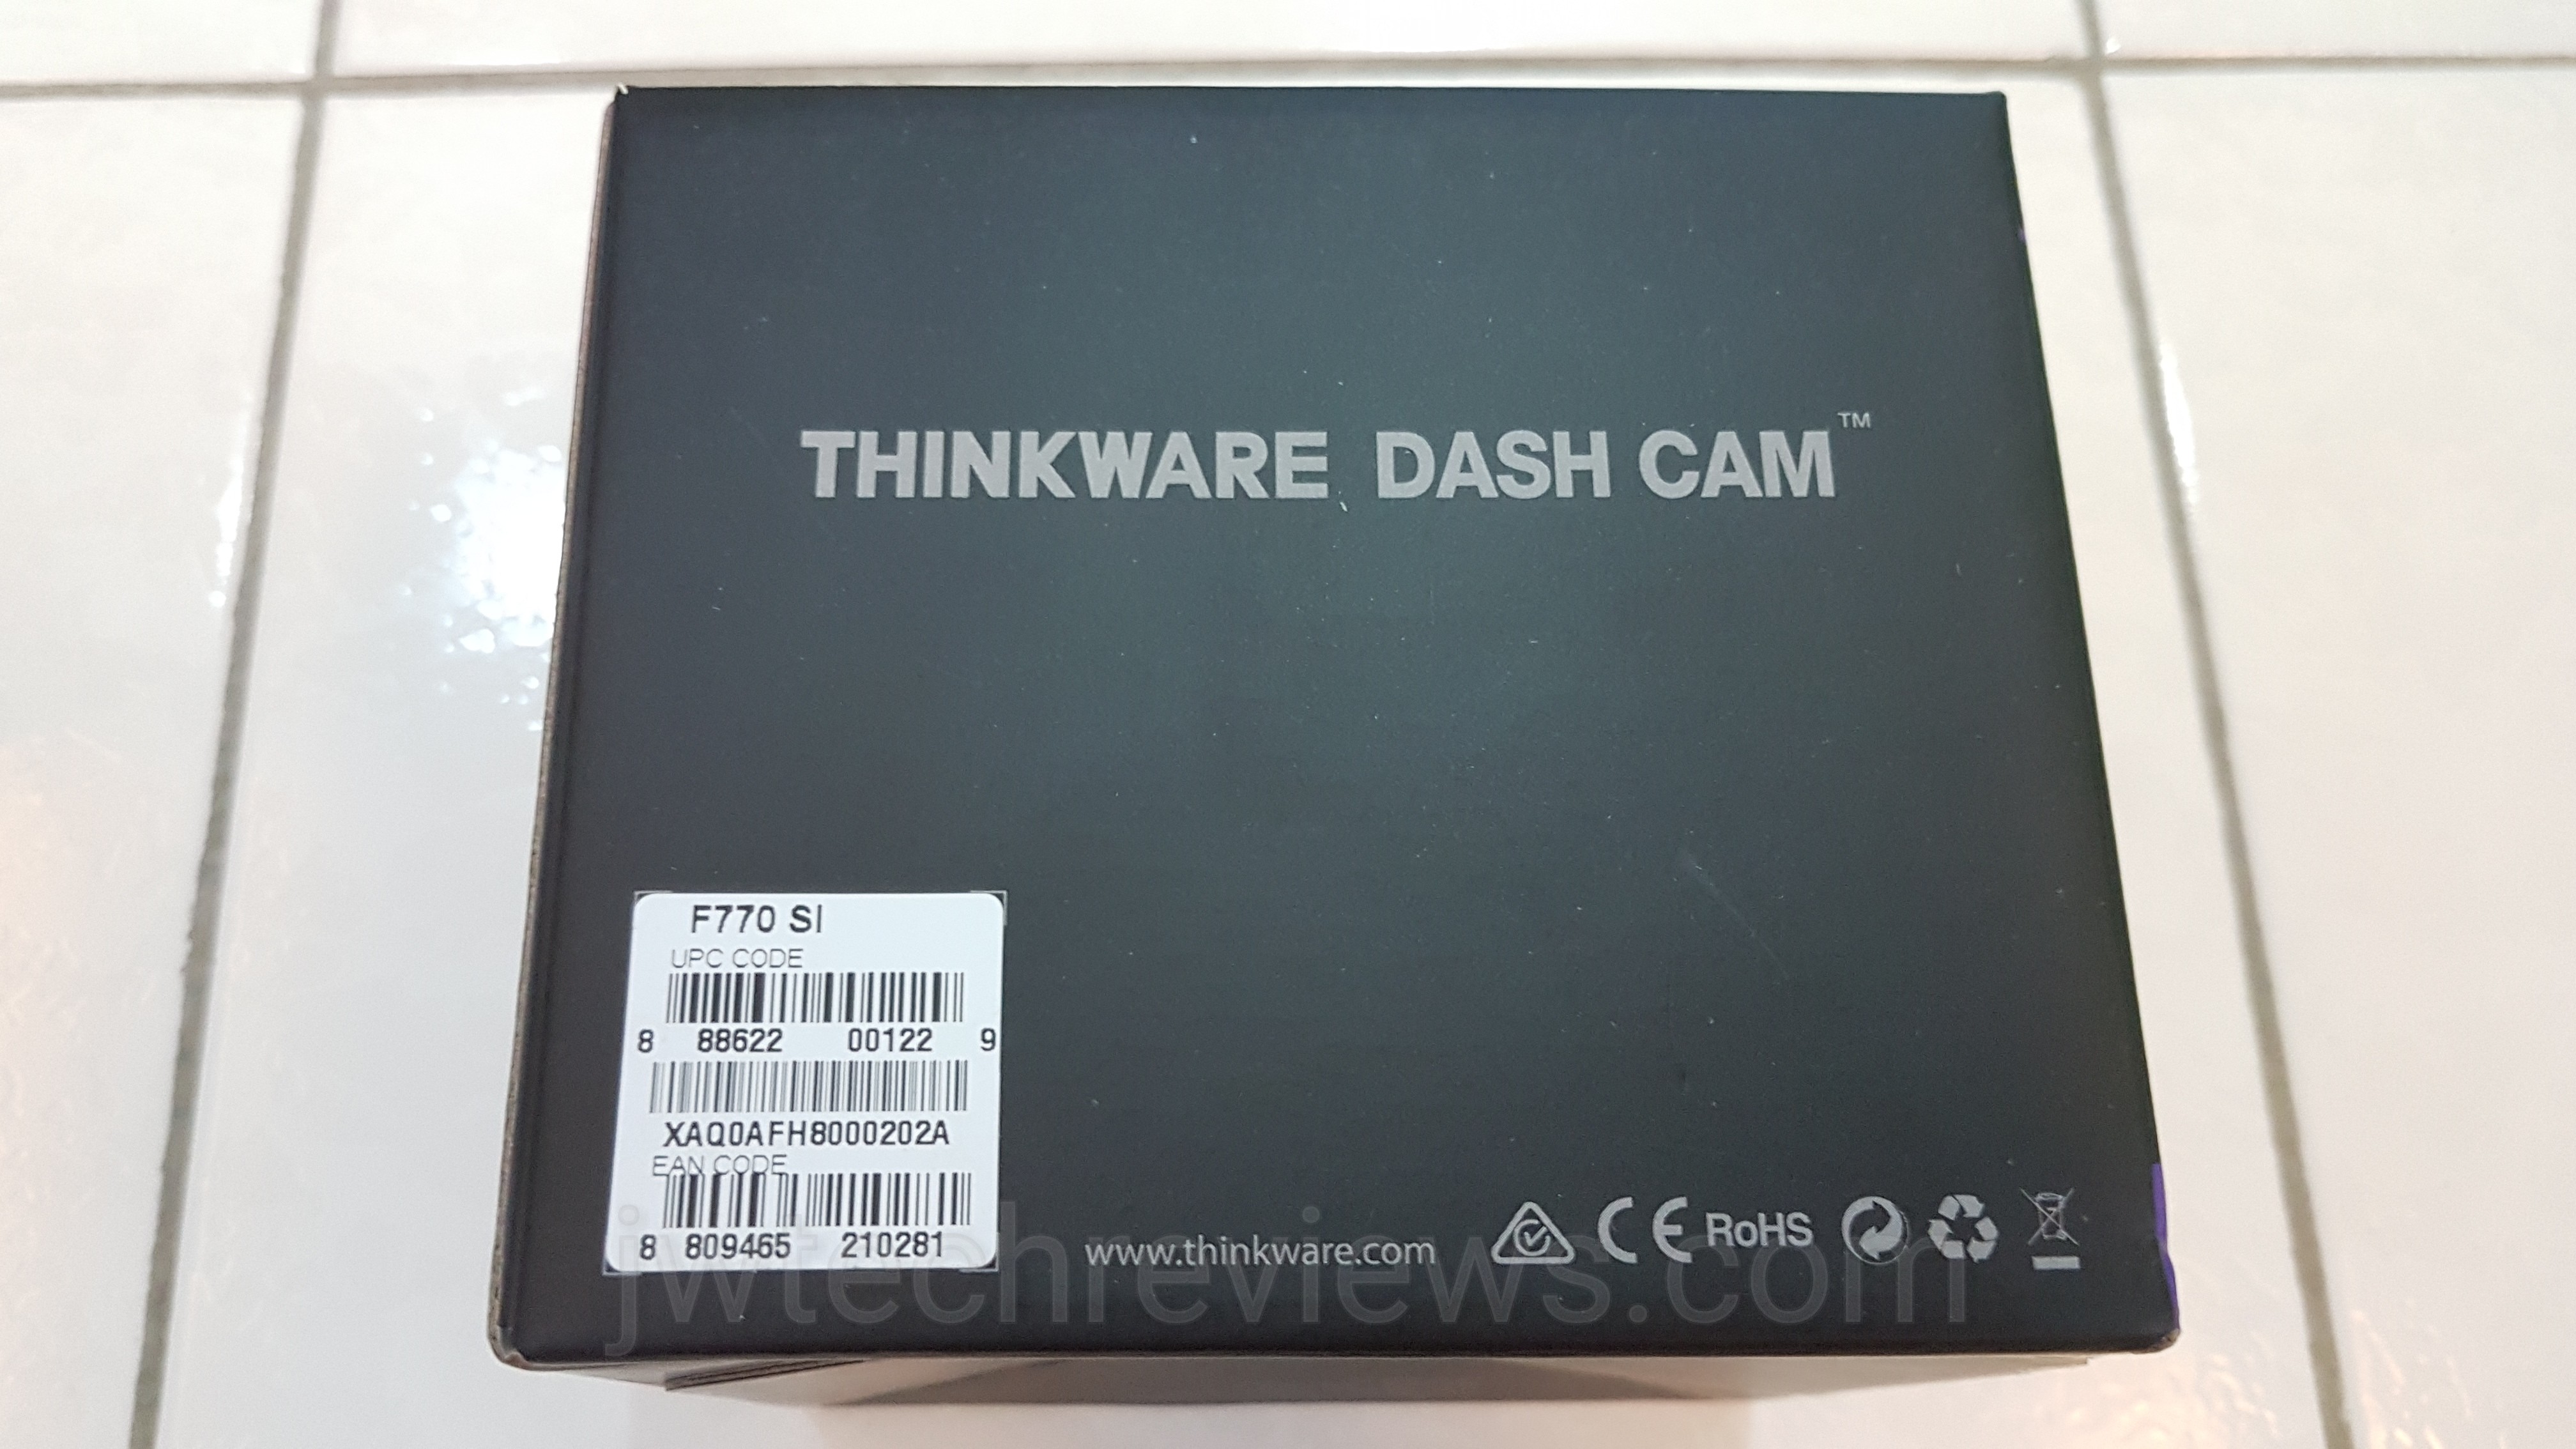 THINKWARE DASH CAM™
F770 SI
UPC CODE
8 88622 00122 9
XAQ0AFH8000202A
EAN CODE
8 809465 210281
www.thinkware.com
CE RoHS
jwtechreviews.com